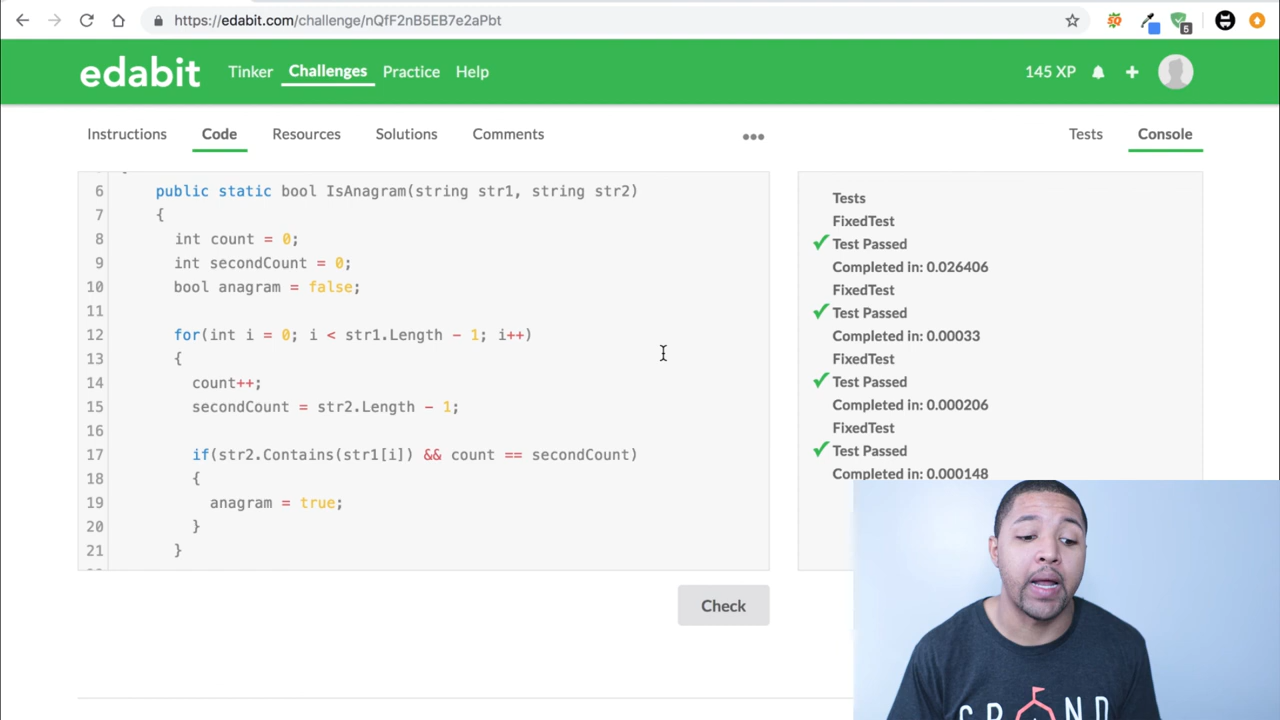 https://edabit.com/challenge/nQfF2nB5EB7e2aPbt
SQ
5
edabit Tinker Challenges Practice Help 145 XP
Instructions Code Resources Solutions Comments Tests Console
6 public static bool IsAnagram(string str1, string str2)
7 {
8 int count = 0;
9 int secondCount = 0;
10 bool anagram = false;
11
12 for(int i = 0; i < str1.Length - 1; i++)
13 {
14 count++;
15 secondCount = str2.Length - 1;
16
17 if(str2.Contains(str1[i]) && count == secondCount)
18 {
19 anagram = true;
20 }
21 }
Tests
FixedTest
Test Passed
Completed in: 0.026406
FixedTest
Test Passed
Completed in: 0.00033
FixedTest
Test Passed
Completed in: 0.000206
FixedTest
Test Passed
Completed in: 0.000148
Check